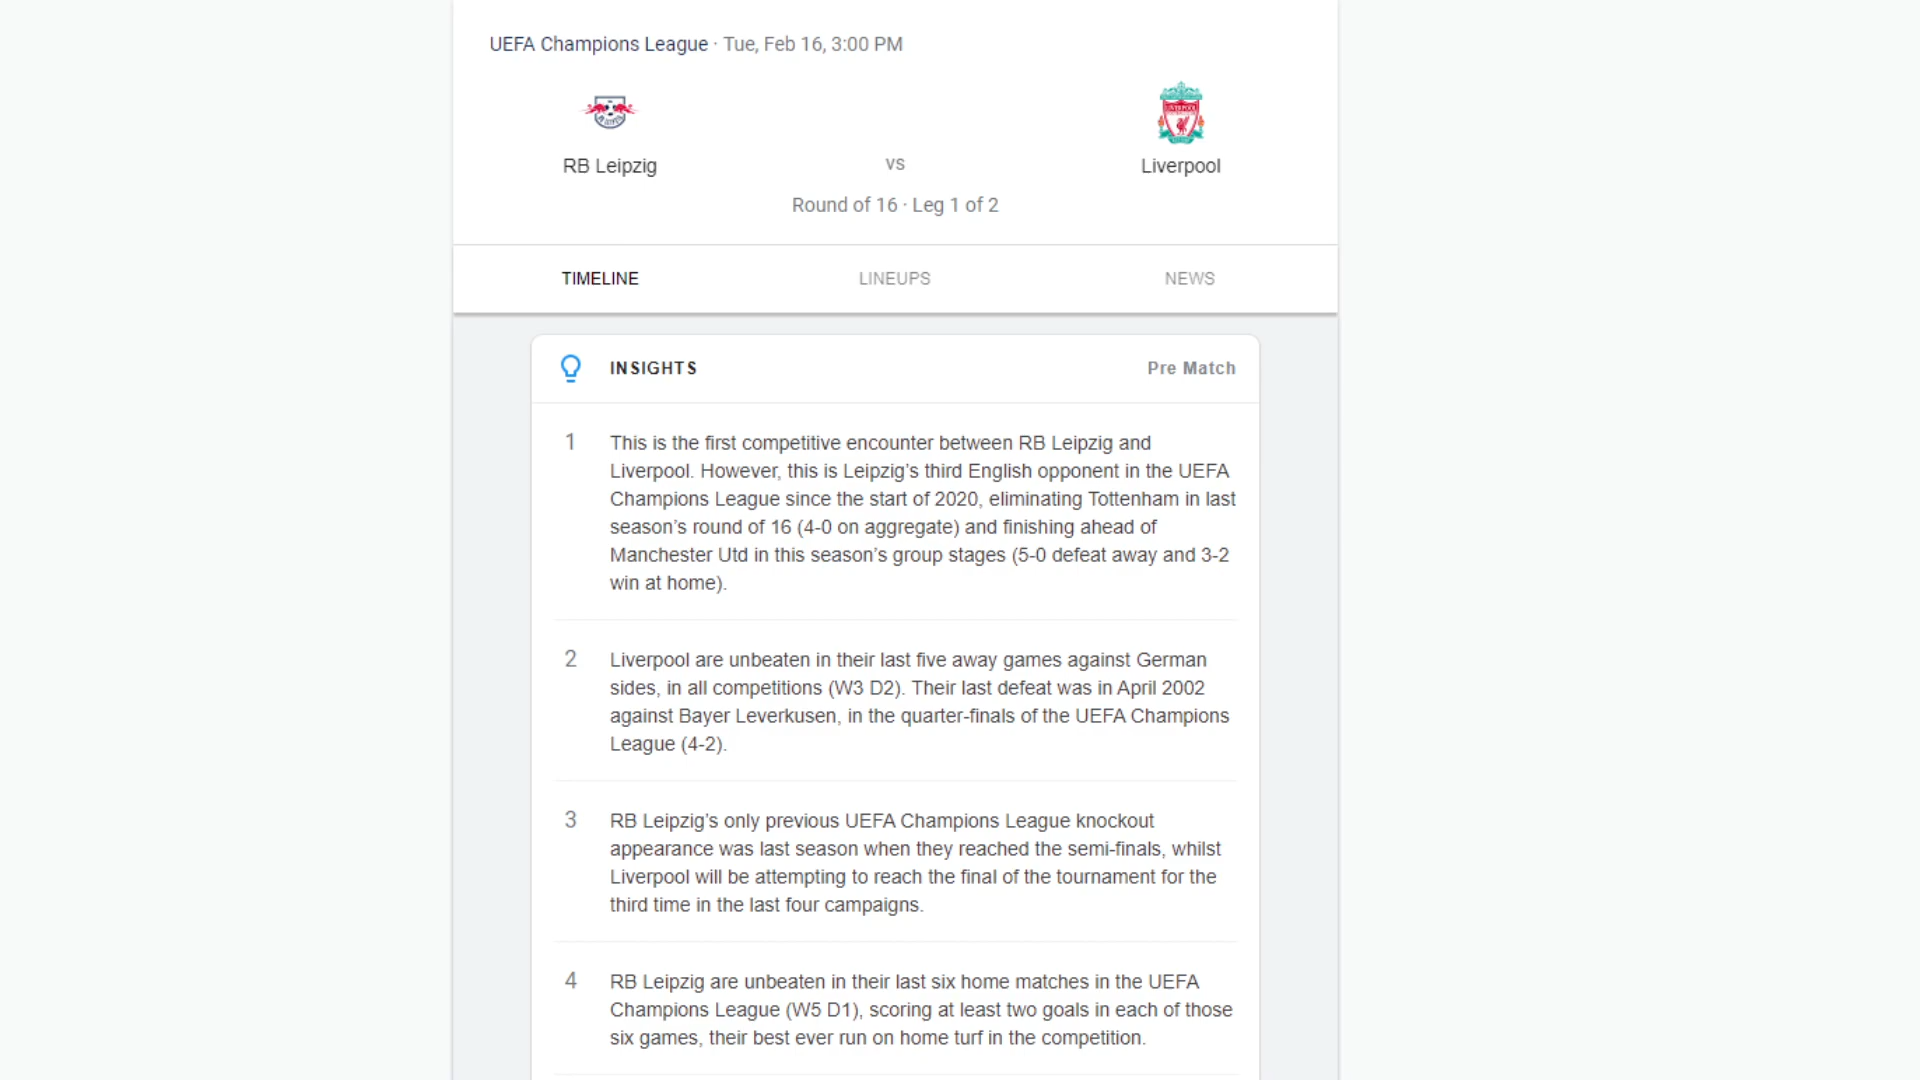 UEFA Champions League · Tue, Feb 16, 3:00 PM
RB Leipzig
vs
Liverpool
Round of 16 · Leg 1 of 2
TIMELINE
LINEUPS
NEWS
INSIGHTS
Pre Match
1
This is the first competitive encounter between RB Leipzig and
Liverpool. However, this is Leipzig’s third English opponent in the UEFA
Champions League since the start of 2020, eliminating Tottenham in last
season’s round of 16 (4-0 on aggregate) and finishing ahead of
Manchester Utd in this season’s group stages (5-0 defeat away and 3-2
win at home).
2
Liverpool are unbeaten in their last five away games against German
sides, in all competitions (W3 D2). Their last defeat was in April 2002
against Bayer Leverkusen, in the quarter-finals of the UEFA Champions
League (4-2).
3
RB Leipzig’s only previous UEFA Champions League knockout
appearance was last season when they reached the semi-finals, whilst
Liverpool will be attempting to reach the final of the tournament for the
third time in the last four campaigns.
4
RB Leipzig are unbeaten in their last six home matches in the UEFA
Champions League (W5 D1), scoring at least two goals in each of those
six games, their best ever run on home turf in the competition.